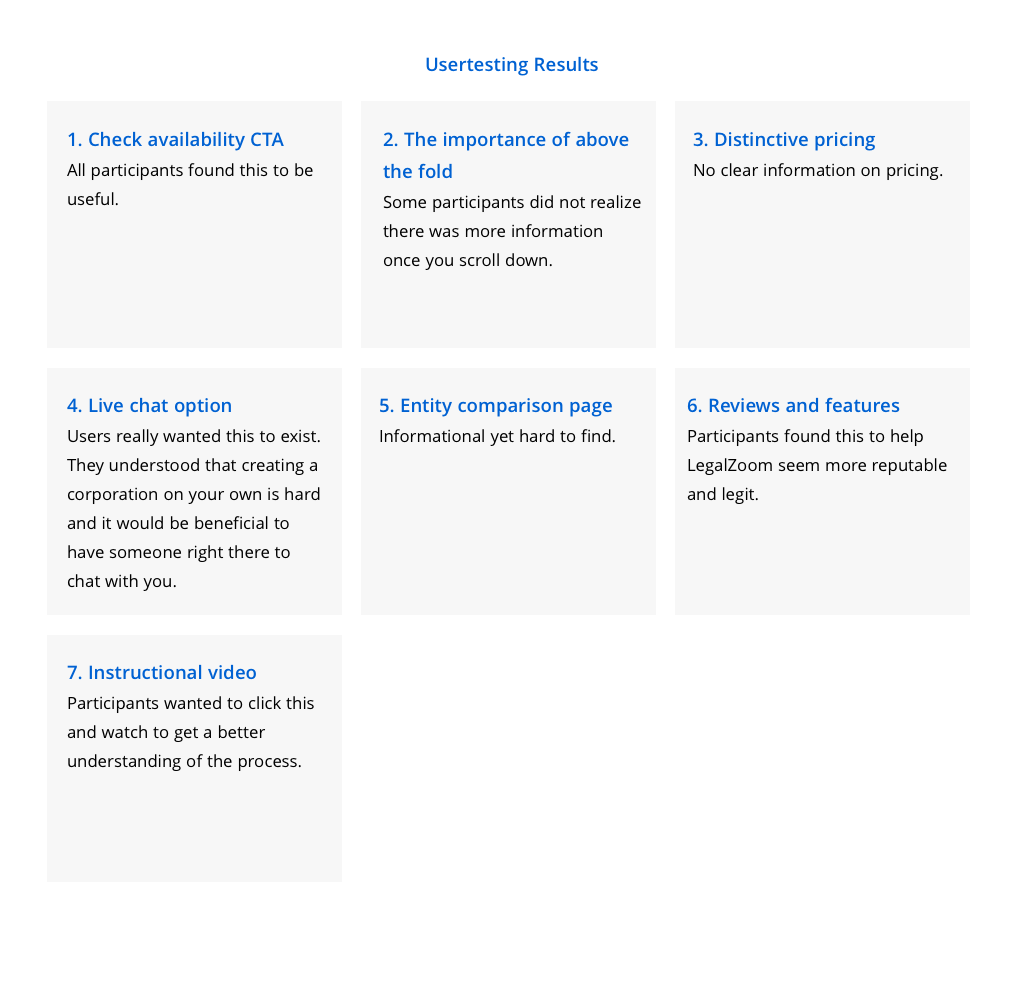 Usertesting Results
1. Check availability CTA
All participants found this to be
useful.
2. The importance of above
the fold
Some participants did not realize
there was more information
once you scroll down.
3. Distinctive pricing
No clear information on pricing.
4. Live chat option
Users really wanted this to exist.
They understood that creating a
corporation on your own is hard
and it would be beneficial to
have someone right there to
chat with you.
5. Entity comparison page
Informational yet hard to find.
6. Reviews and features
Participants found this to help
LegalZoom seem more reputable
and legit.
7. Instructional video
Participants wanted to click this
and watch to get a better
understanding of the process.